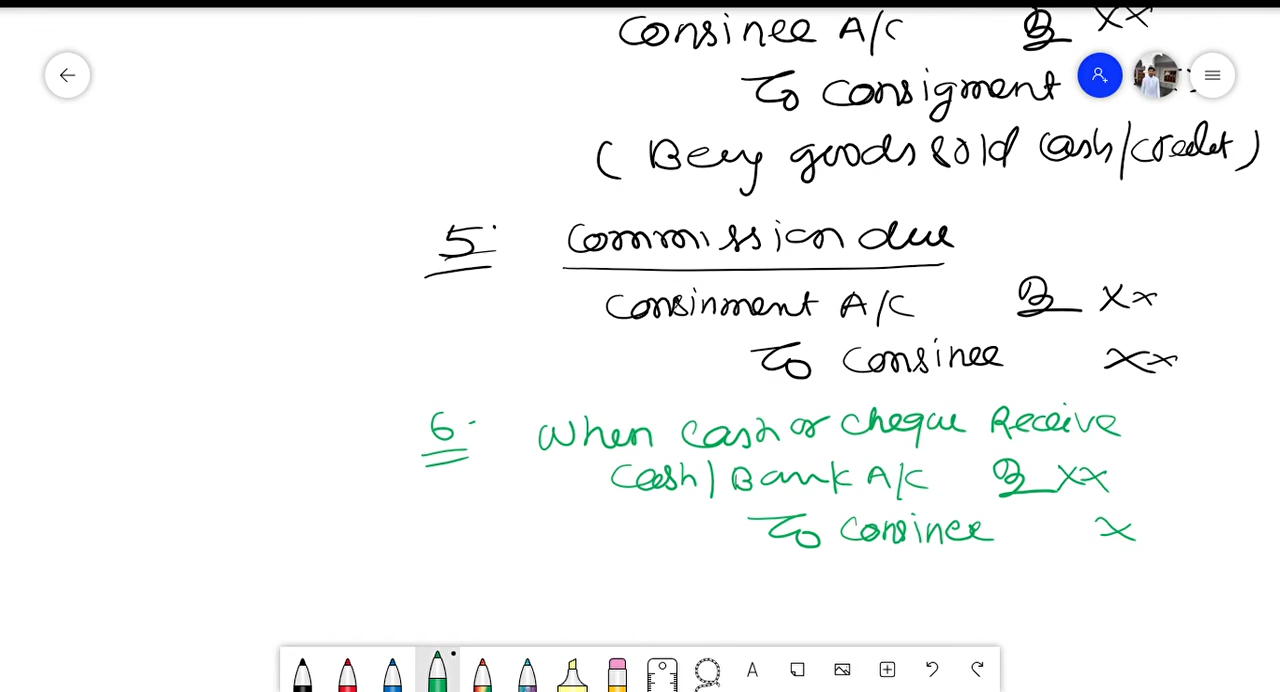 Consinee A/C Dr xx
To consigment
( Being goods sold cash/credit )
5. Commission due
Consinment A/C Dr xx
To consinee xx
6. When cash or cheque Receive
Cash/Bank A/C Dr xx
To consinee x
A